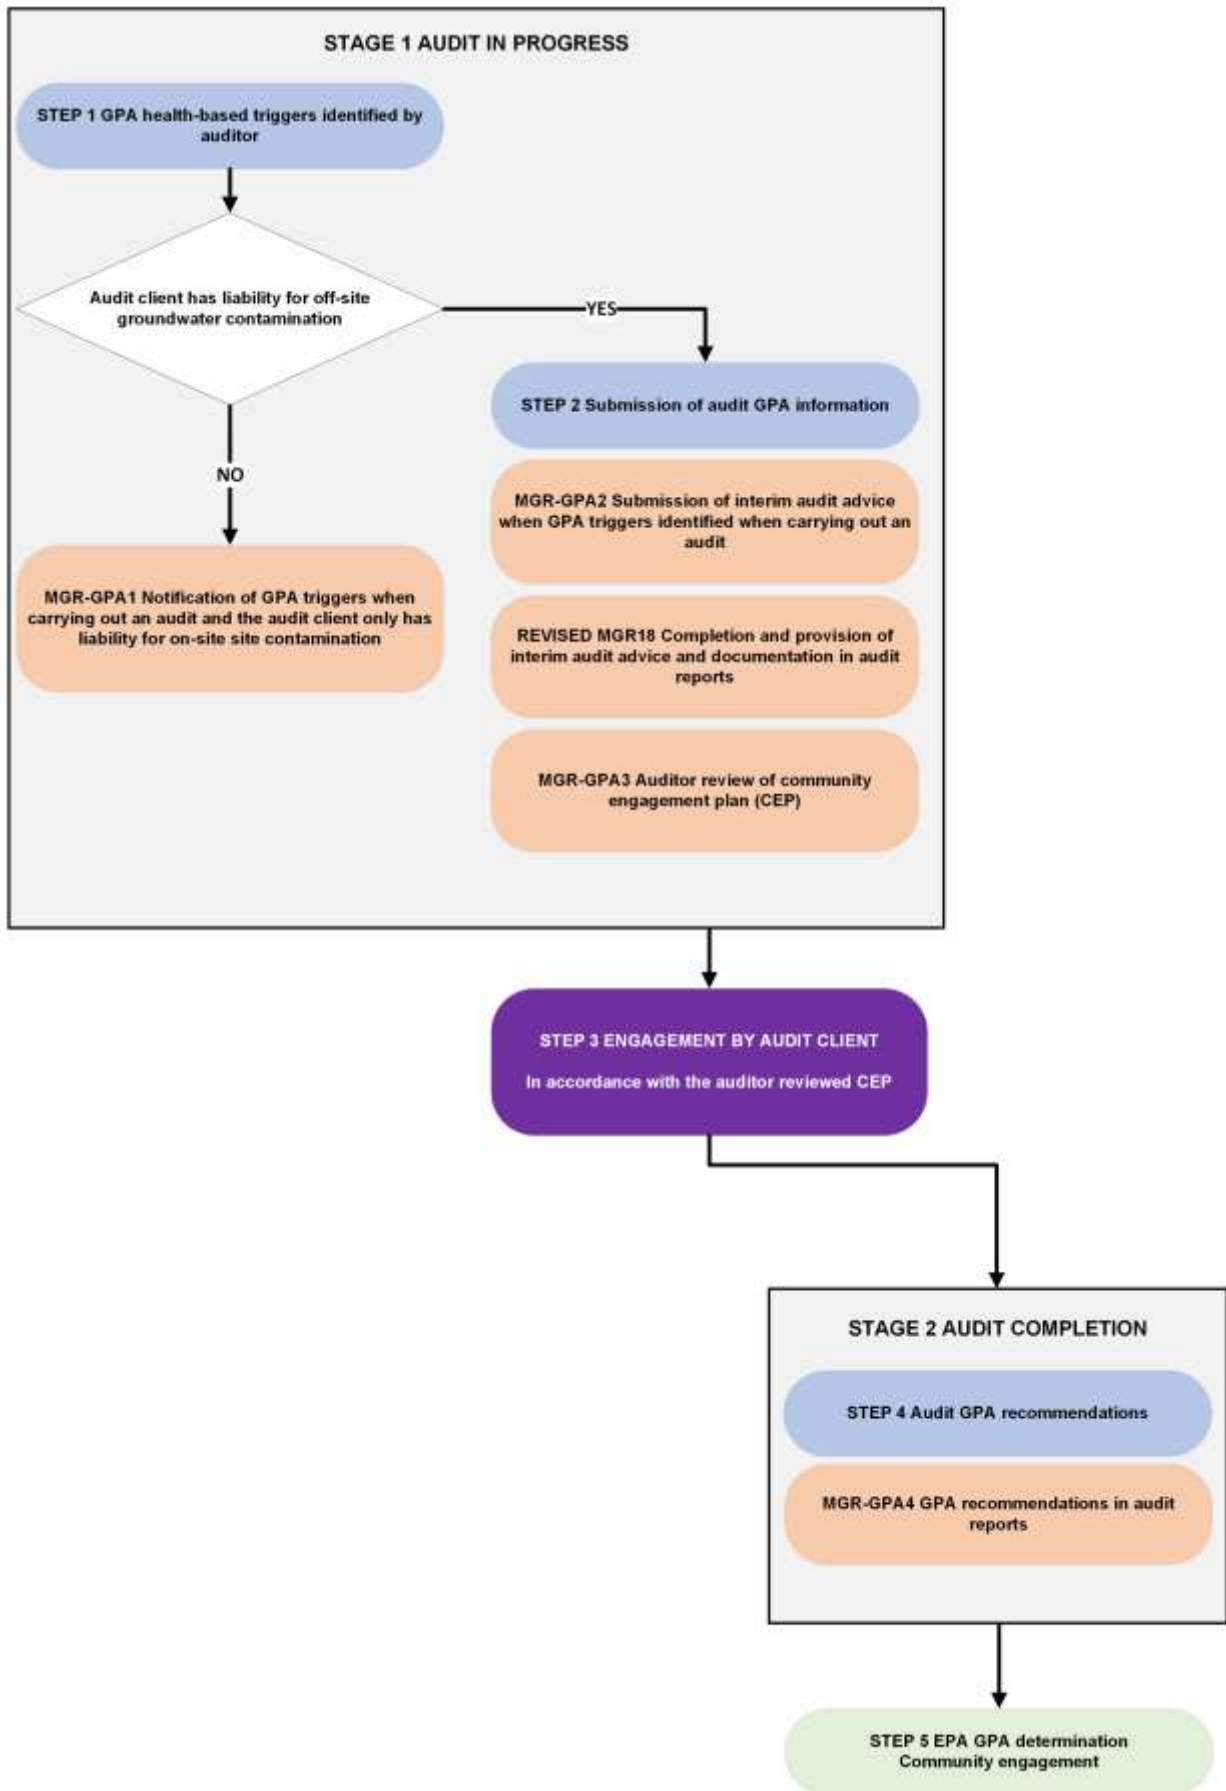 STAGE 1 AUDIT IN PROGRESS
STEP 1 GPA health-based triggers identified by
auditor
Audit client has liability for off-site
groundwater contamination
YES
STEP 2 Submission of audit GPA information
MGR-GPA2 Submission of interim audit advice
when GPA triggers identified when carrying out an
audit
NO
MGR-GPA1 Notification of GPA triggers when
carrying out an audit and the audit client only has
liability for on-site site contamination
REVISED MGR18 Completion and provision of
interim audit advice and documentation in audit
reports
MGR-GPA3 Auditor review of community
engagement plan (CEP)
STEP 3 ENGAGEMENT BY AUDIT CLIENT
In accordance with the auditor reviewed CEP
STAGE 2 AUDIT COMPLETION
STEP 4 Audit GPA recommendations
MGR-GPA4 GPA recommendations in audit
reports
STEP 5 EPA GPA determination
Community engagement